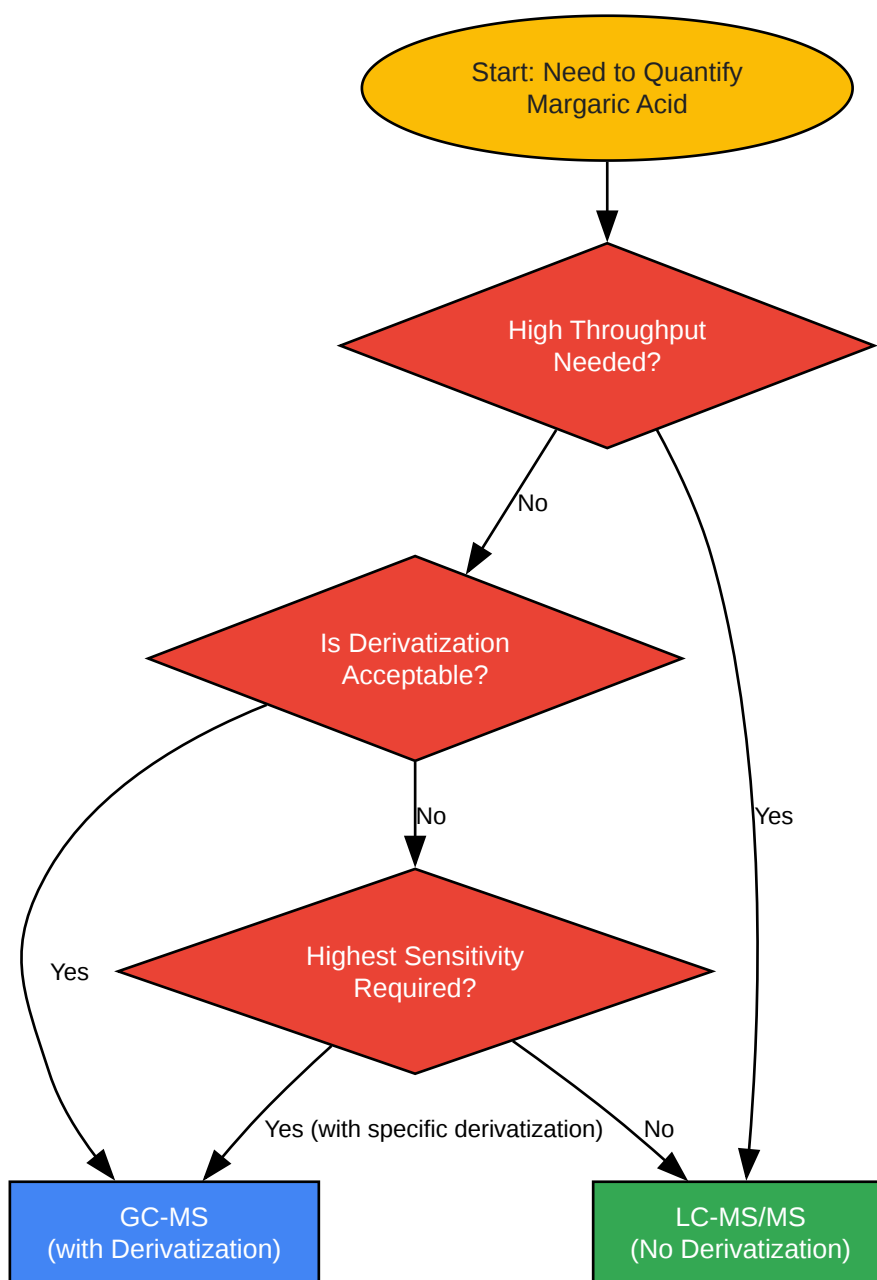 Start: Need to Quantify
Margaric Acid
High Throughput
Needed?
No
Is Derivatization
Acceptable?
Yes
No
Highest Sensitivity
Required?
Yes
Yes (with specific derivatization)
No
GC-MS
(with Derivatization)
LC-MS/MS
(No Derivatization)